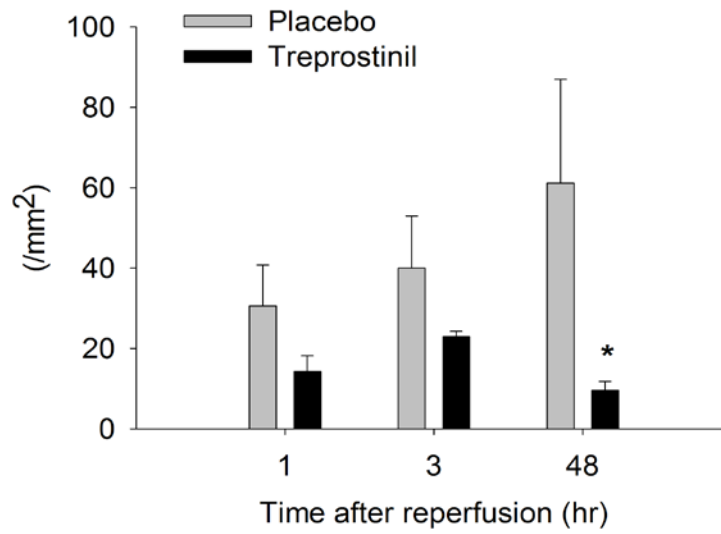 Placebo
Treprostinil
100
80
60
40
20
0
(/mm²)
*
1 3 48
Time after reperfusion (hr)